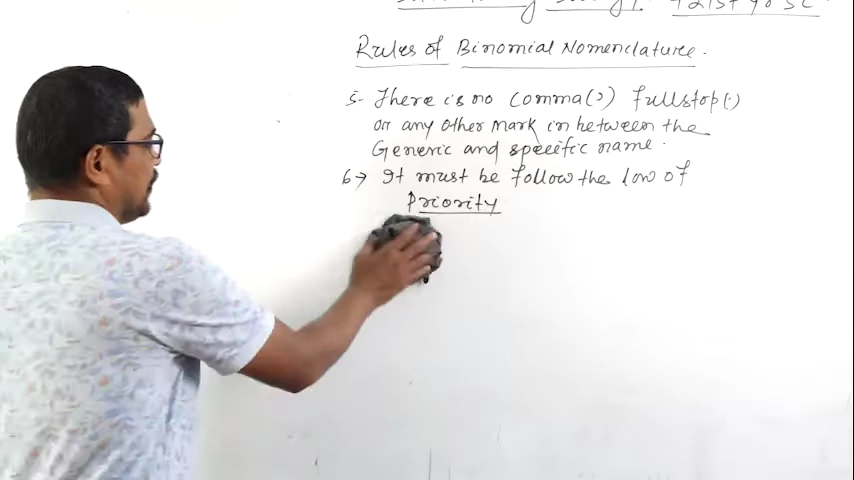 Rules of Binomial Nomenclature.
5- There is no comma(,) fullstop(.)
or any other mark in between the
Generic and specific name.
6→ It must be follow the low of
Priority